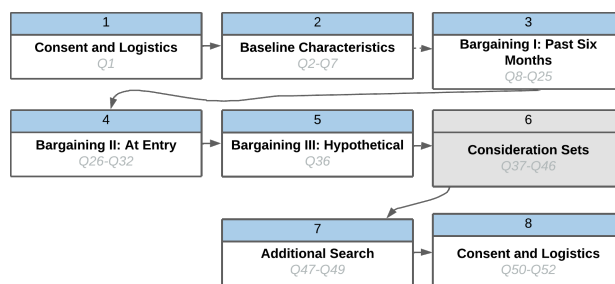 1
Consent and Logistics
Q1
2
Baseline Characteristics
Q2-Q7
3
Bargaining I: Past Six
Months
Q8-Q25
4
Bargaining II: At Entry
Q26-Q32
5
Bargaining III: Hypothetical
Q36
6
Consideration Sets
Q37-Q46
7
Additional Search
Q47-Q49
8
Consent and Logistics
Q50-Q52